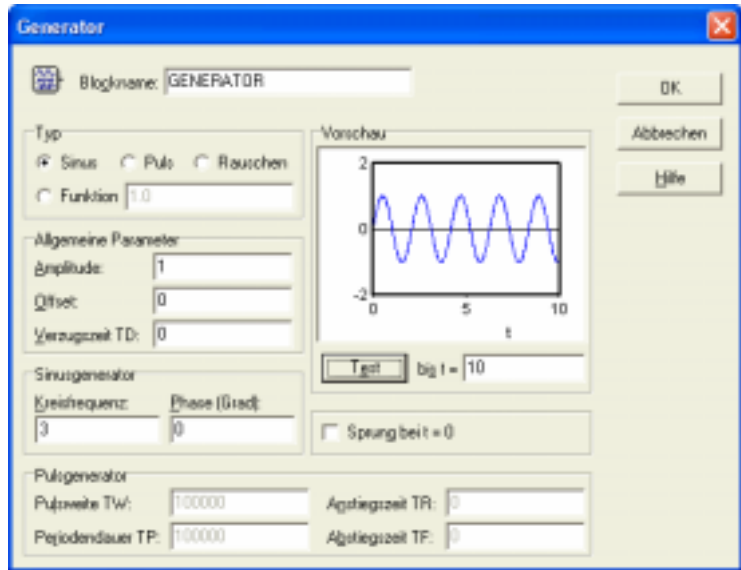 Generator
Blockname: GENERATOR
OK
Abbrechen
Hilfe
Typ
Sinus Puls Rauschen
Funktion 1.0
Vorschau
2
0
-2
0 5 10
t
Test bis t = 10
Allgemeine Parameter
Amplitude: 1
Offset: 0
Verzugszeit TD: 0
Sinusgenerator
Kreisfrequenz: Phase (Grad):
3 0
Sprung bei t = 0
Pulsgenerator
Pulsweite TW: 100000 Anstiegszeit TR: 0
Periodendauer TP: 100000 Abstiegszeit TF: 0